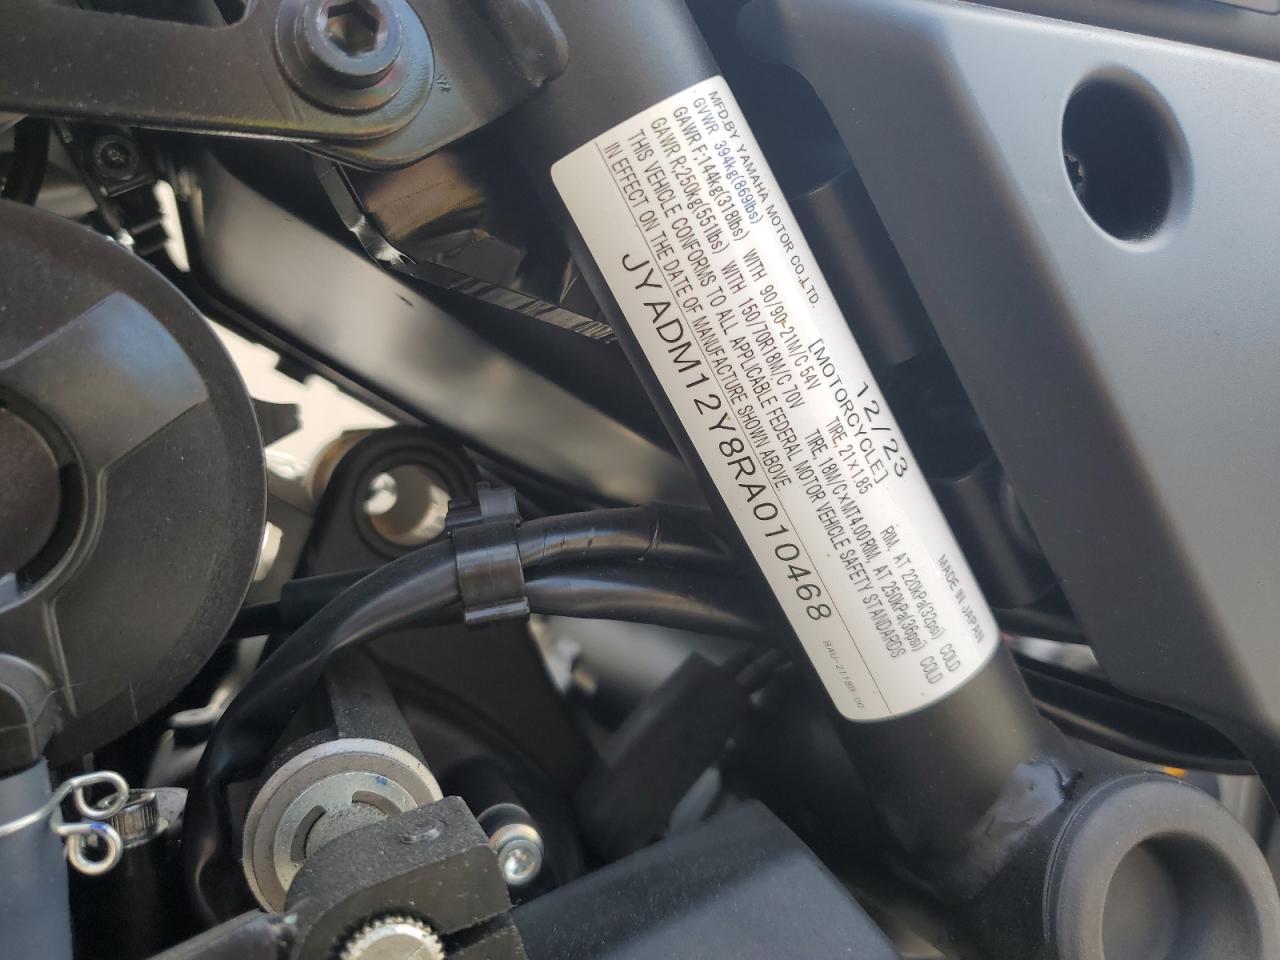 MFD.BY YAMAHA MOTOR CO.,LTD. 12/23 MADE IN JAPAN
GVWR 394kg(869lbs) [MOTORCYCLE]
GAWR F:144kg(318lbs) WITH 90/90-21M/C 54V TIRE, 21×185 RIM, AT 220kPa(32psi) COLD
GAWR R:250kg(551lbs) WITH 150/70R18M/C 70V TIRE, 18M/C×MT4.00 RIM, AT 250kPa(36psi) COLD
THIS VEHICLE CONFORMS TO ALL APPLICABLE FEDERAL MOTOR VEHICLE SAFETY STANDARDS
IN EFFECT ON THE DATE OF MANUFACTURE SHOWN ABOVE.
JYADM12Y8RA010468